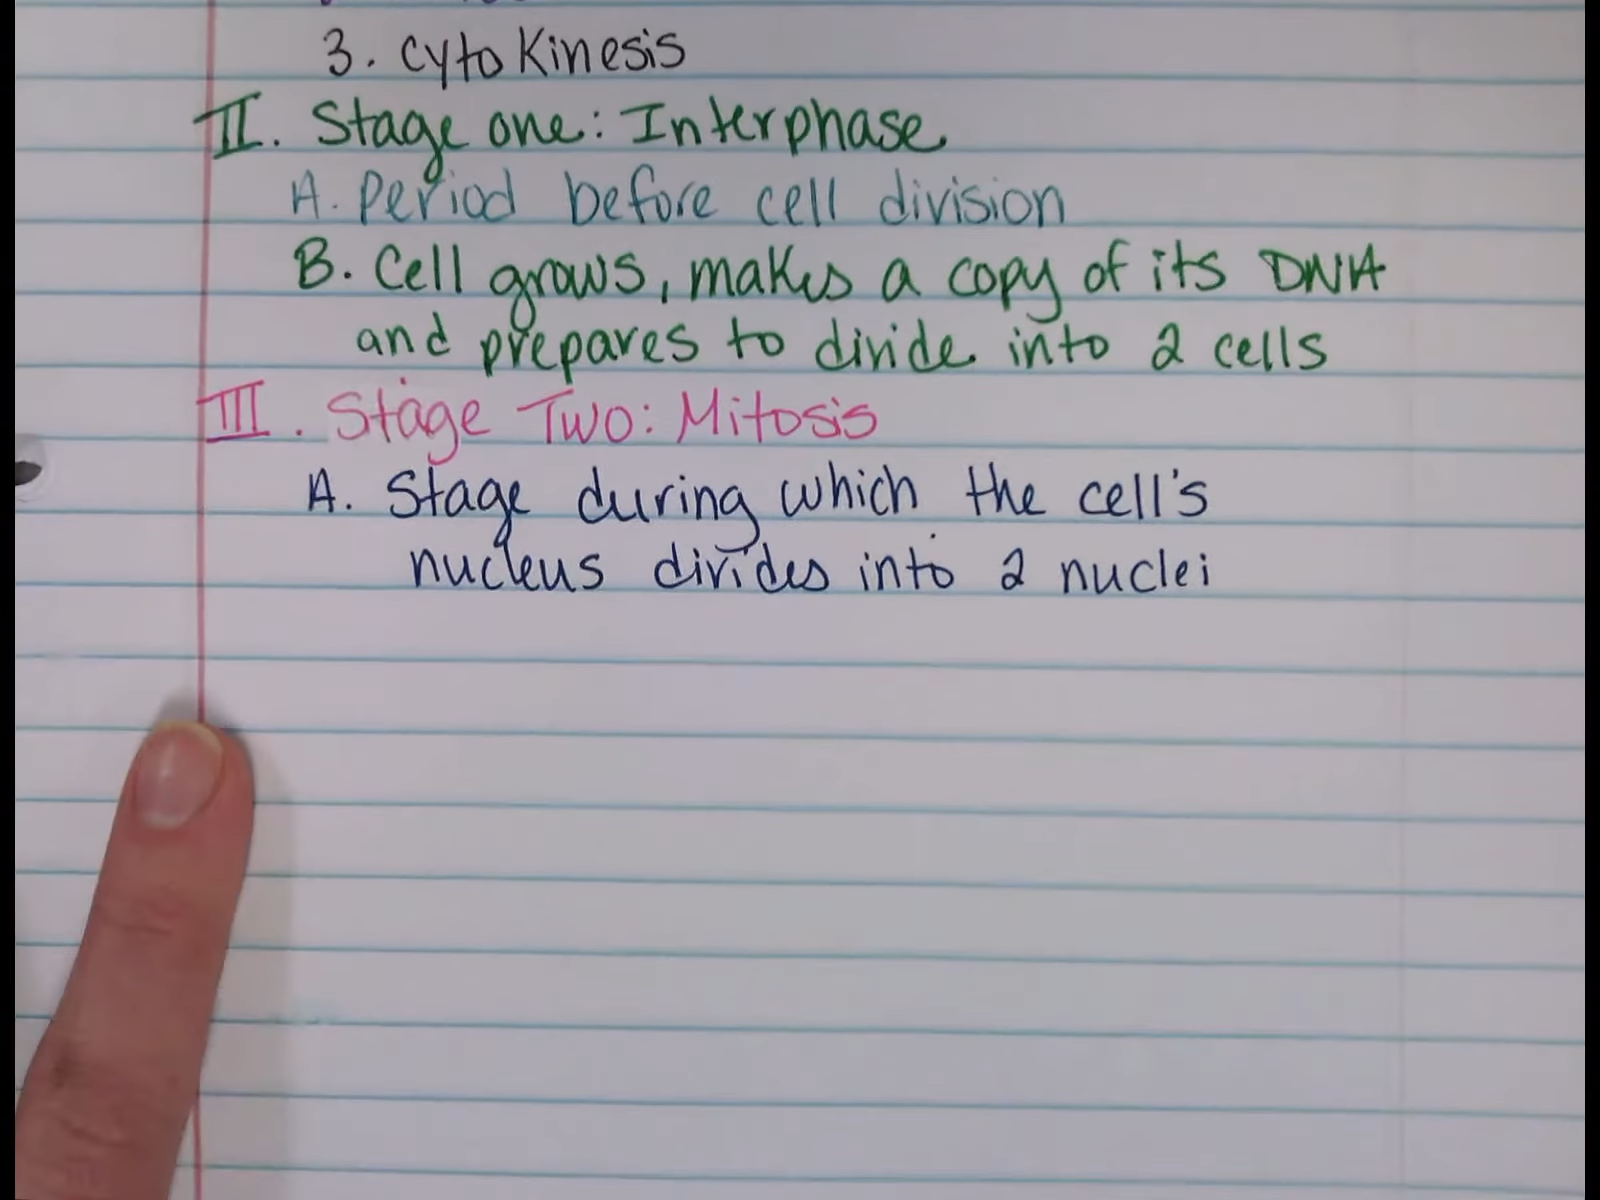 3. Cytokinesis
II. Stage one: Interphase
A. Period before cell division
B. Cell grows, makes a copy of its DNA
and prepares to divide into 2 cells
III. Stage Two: Mitosis
A. Stage during which the cell's
nucleus divides into 2 nuclei